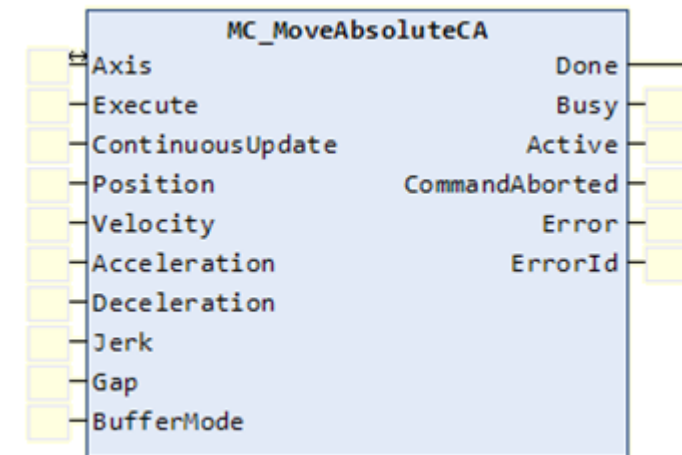 MC_MoveAbsoluteCA
Axis Done
Execute Busy
ContinuousUpdate Active
Position CommandAborted
Velocity Error
Acceleration ErrorId
Deceleration
Jerk
Gap
BufferMode